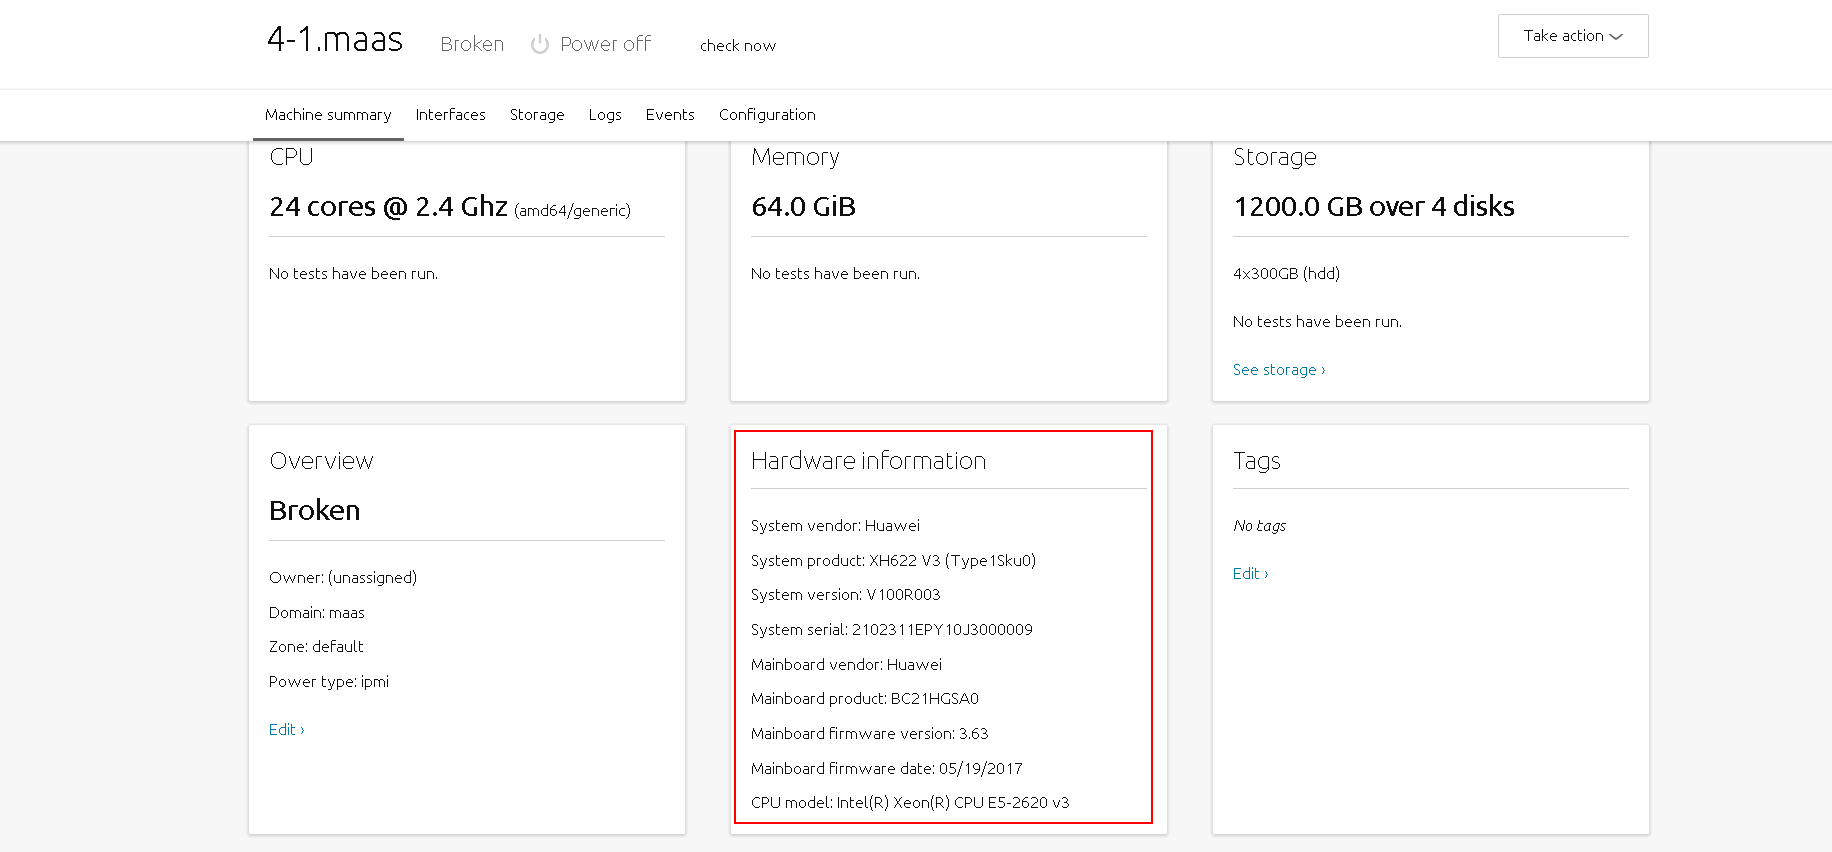 4-1.maas Broken Power off check now Take action
Machine summary Interfaces Storage Logs Events Configuration
CPU
24 cores @ 2.4 Ghz (amd64/generic)
No tests have been run.
Memory
64.0 GiB
No tests have been run.
Storage
1200.0 GB over 4 disks
4x300GB (hdd)
No tests have been run.
See storage ›
Overview
Broken
Owner: (unassigned)
Domain: maas
Zone: default
Power type: ipmi
Edit ›
Hardware information
System vendor: Huawei
System product: XH622 V3 (Type1Sku0)
System version: V100R003
System serial: 2102311EPY10J3000009
Mainboard vendor: Huawei
Mainboard product: BC21HGSA0
Mainboard firmware version: 3.63
Mainboard firmware date: 05/19/2017
CPU model: Intel(R) Xeon(R) CPU E5-2620 v3
Tags
No tags
Edit ›